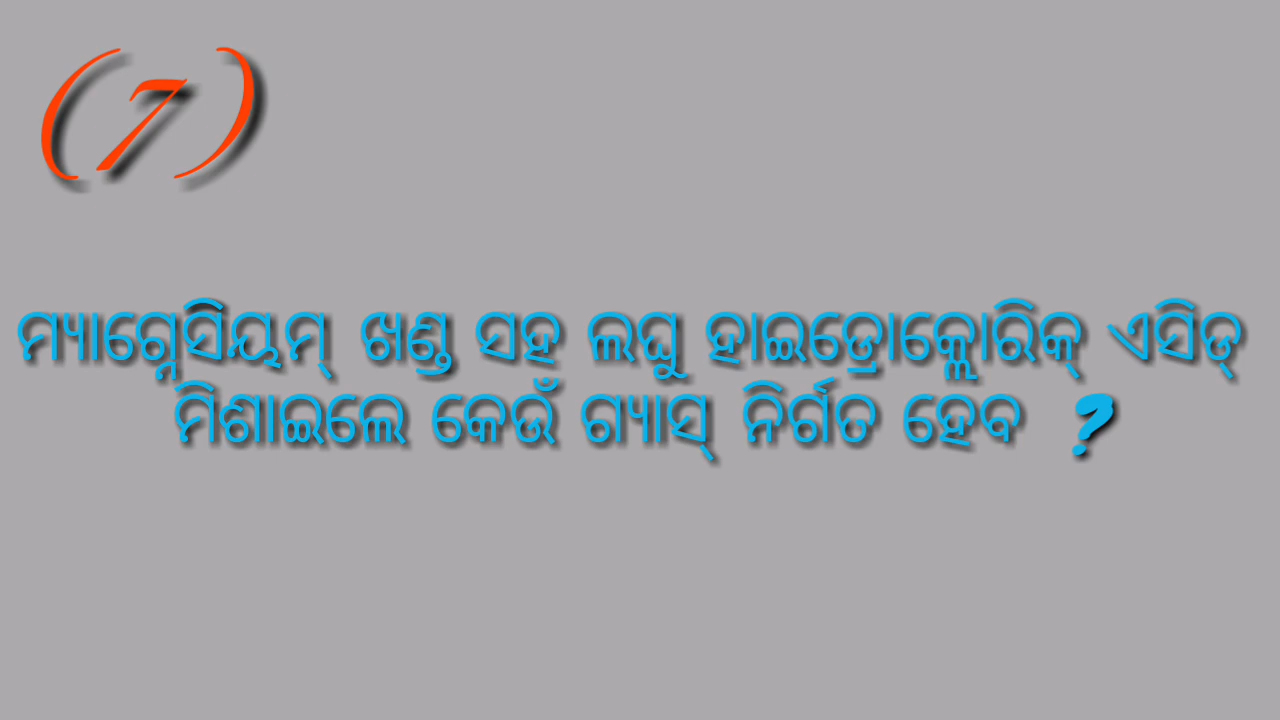 (7)
ମ୍ୟାଗ୍ନେସିୟମ୍ ଖଣ୍ଡ ସହ ଲଘୁ ହାଇଡ୍ରୋକ୍ଲୋରିକ୍ ଏସିଡ୍
ମିଶାଇଲେ କେଉଁ ଗ୍ୟାସ୍ ନିର୍ଗତ ହେବ ?